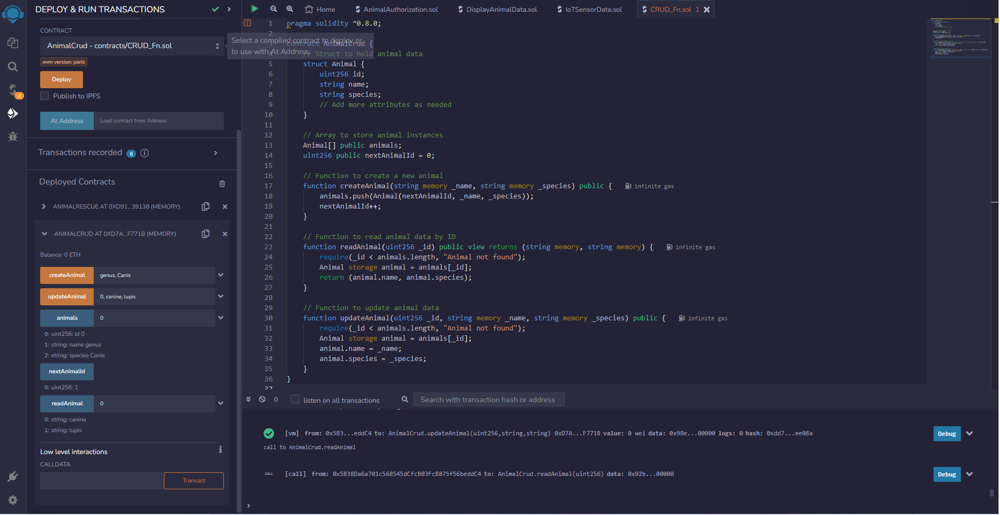 DEPLOY & RUN TRANSACTIONS
CONTRACT
AnimalCrud - contracts/CRUD_Fn.sol
evm version: paris
Deploy
Publish to IPFS
At Address
Load contract from Address
Transactions recorded 6
Deployed Contracts
ANIMALRESCUE AT 0XD91...39138 (MEMORY)
ANIMALCRUD AT 0XD7A...F771B (MEMORY)
Balance: 0 ETH
createAnimal genus, Canis
updateAnimal 0, canine, lupis
animals 0
0: uint256: id 0
1: string: name genus
2: string: species Canis
nextAnimalId
0: uint256: 1
readAnimal 0
0: string: canine
1: string: lupis
Low level interactions
CALLDATA
Transact
1
Home AnimalAuthorization.sol DisplayAnimalData.sol IoTSensorData.sol CRUD_Fn.sol 1
Select a compiled contract to deploy or
to use with At Address.
1 pragma solidity ^0.8.0;
2
3 contract AnimalCrud {
4 // Struct to hold animal data
5 struct Animal {
6 uint256 id;
7 string name;
8 string species;
9 // Add more attributes as needed
10 }
11
12 // Array to store animal instances
13 Animal[] public animals;
14 uint256 public nextAnimalId = 0;
15
16 // Function to create a new animal
17 function createAnimal(string memory _name, string memory _species) public { infinite gas
18 animals.push(Animal(nextAnimalId, _name, _species));
19 nextAnimalId++;
20 }
21
22 // Function to read animal data by ID
23 function readAnimal(uint256 _id) public view returns (string memory, string memory) { infinite gas
24 require(_id < animals.length, "Animal not found");
25 Animal storage animal = animals[_id];
26 return (animal.name, animal.species);
27 }
28
29 // Function to update animal data
30 function updateAnimal(uint256 _id, string memory _name, string memory _species) public { infinite gas
31 require(_id < animals.length, "Animal not found");
32 Animal storage animal = animals[_id];
33 animal.name = _name;
34 animal.species = _species;
35 }
36 }
37
0 listen on all transactions Search with transaction hash or address
[vm] from: 0x5B3...eddC4 to: AnimalCrud.updateAnimal(uint256,string,string) 0xD7A...F771B value: 0 wei data: 0x98e...00000 logs: 0 hash: 0xdd7...ee08a Debug
call to AnimalCrud.readAnimal
CALL [call] from: 0x5B38Da6a701c568545dCfcB03FcB875f56beddC4 to: AnimalCrud.readAnimal(uint256) data: 0x92b...00000 Debug
>